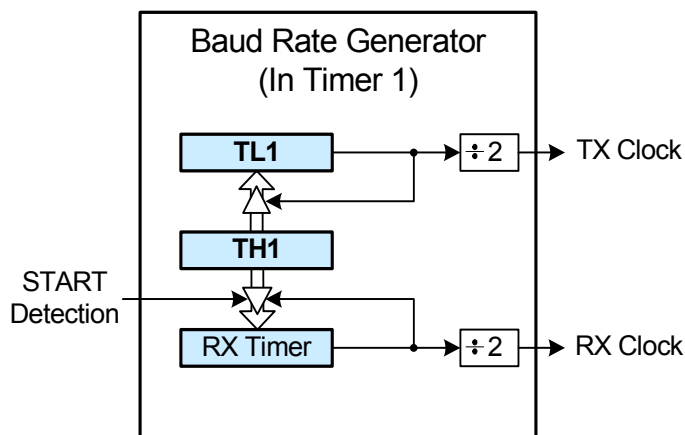 Baud Rate Generator
(In Timer 1)
TL1
÷2
TX Clock
TH1
START
Detection
RX Timer
÷2
RX Clock